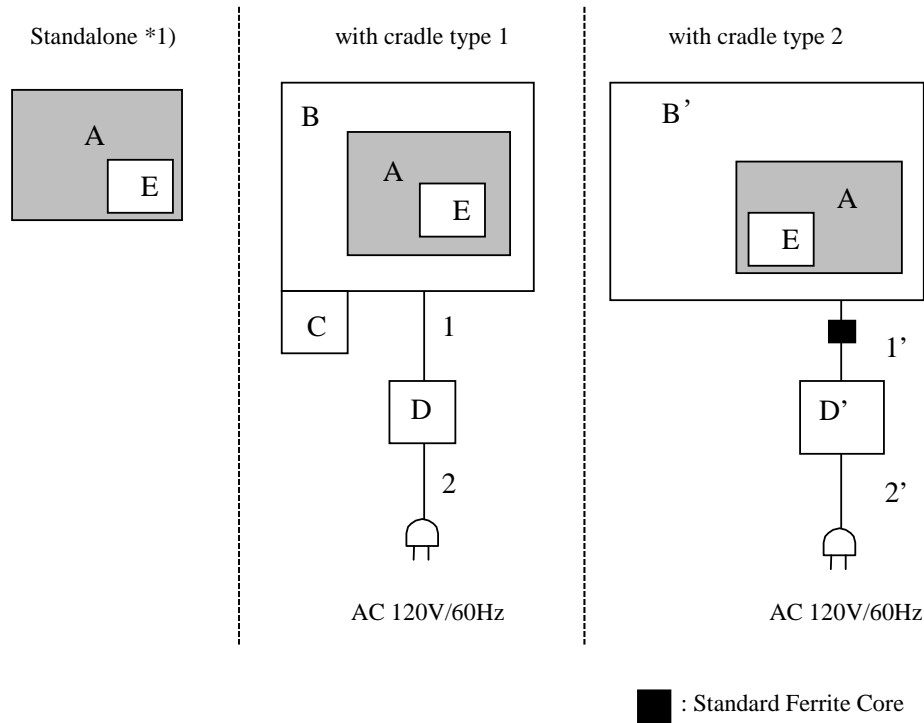 Standalone *1)
A
E
with cradle type 1
B
A
E
C
1
D
2
AC 120V/60Hz
with cradle type 2
B’
A
E
1’
D’
2’
AC 120V/60Hz
: Standard Ferrite Core